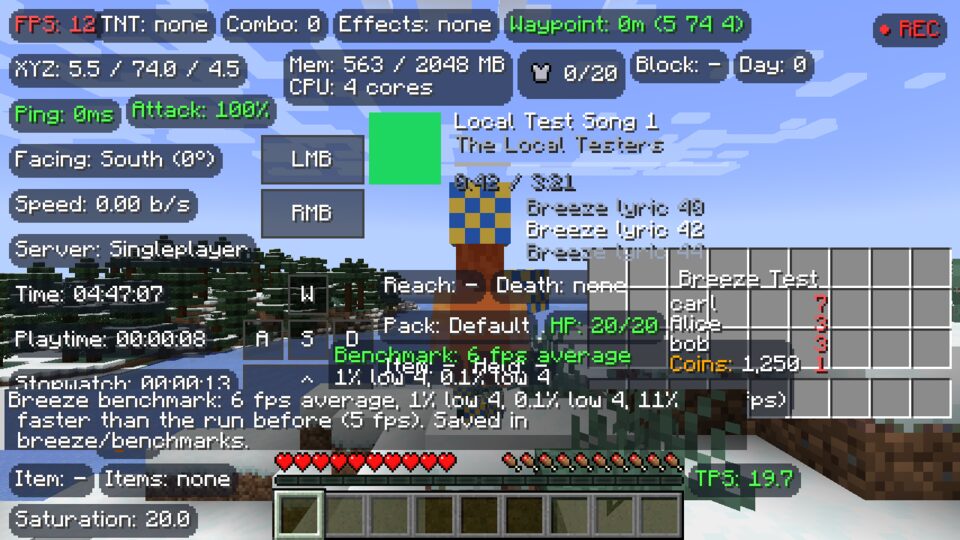 FPS: 12
TNT: none
Combo: 0
Effects: none
Waypoint: 0m (5 74 4)
REC
XYZ: 5.5 / 74.0 / 4.5
Mem: 563 / 2048 MB
CPU: 4 cores
0/20
Block: -
Day: 0
Ping: 0ms
Attack: 100%
Local Test Song 1
The Local Testers
0:42 / 3:21
Facing: South (0°)
LMB
RMB
Speed: 0.00 b/s
Breeze lyric 40
Breeze lyric 42
Breeze lyric 44
Server: Singleplayer
Reach: -
Death: none
Breeze Test
Time: 04:47:07
W
carl 7
Alice 3
bob 3
Coins: 1,250 1
Playtime: 00:00:08
A
S
D
Pack: Default
HP: 20/20
Benchmark: 6 fps average
1% low 4, 0.1% low 4
Stopwatch: 00:00:13
Breeze benchmark: 6 fps average, 1% low 4, 0.1% low 4, 11%
faster than the run before (5 fps). Saved in
breeze/benchmarks.
fps)
Item: -
Items: none
TPS: 19.7
Saturation: 20.0